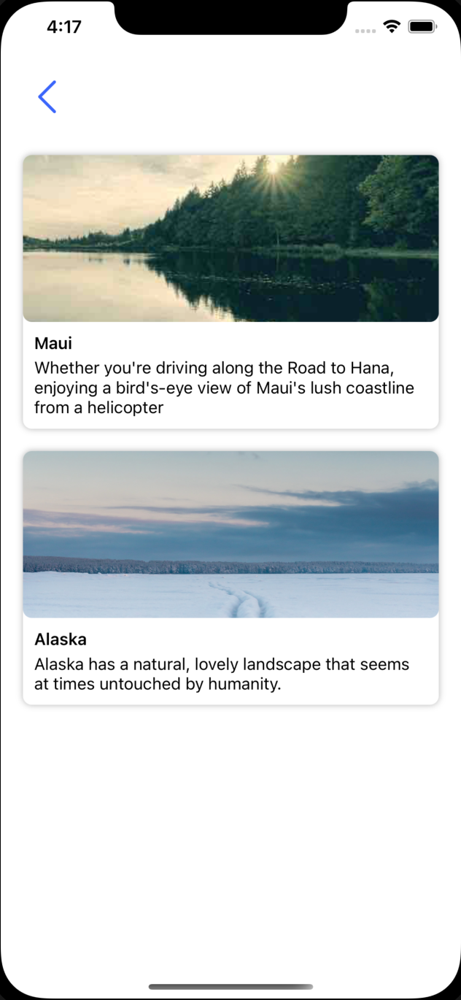 4:17
Maui
Whether you're driving along the Road to Hana,
enjoying a bird's-eye view of Maui's lush coastline
from a helicopter
Alaska
Alaska has a natural, lovely landscape that seems
at times untouched by humanity.